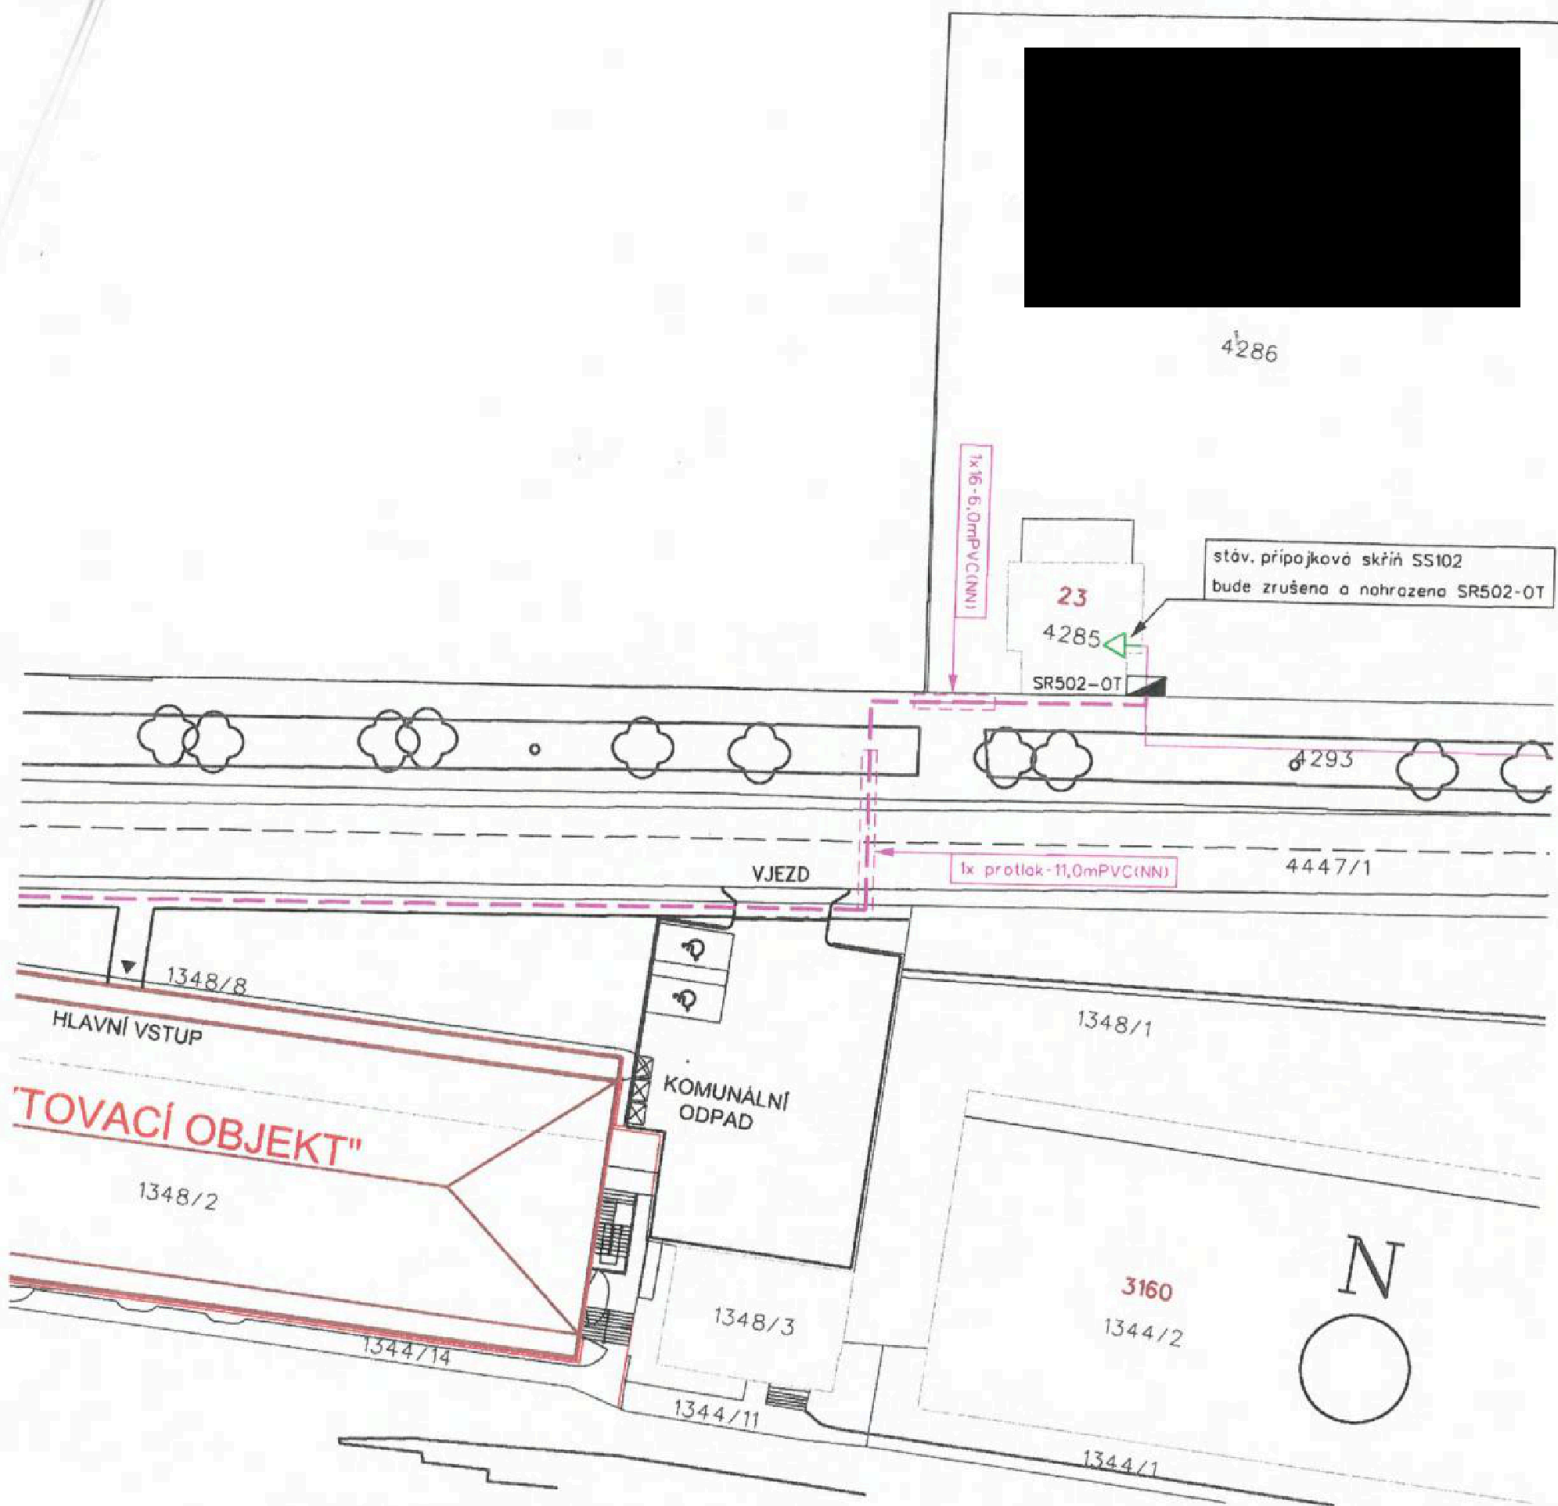 4286
1x16-6,0mPVC(NN)
stáv. přípojková skříň SS102
bude zrušena a nahrazena SR502-OT
23
4285
SR502-OT
4293
4447/1
VJEZD
1x protlak-11,0mPVC(NN)
1348/8
HLAVNÍ VSTUP
1348/1
KOMUNÁLNÍ
ODPAD
TOVACÍ OBJEKT"
1348/2
N
3160
1344/2
1348/3
1344/14
1344/11
1344/1